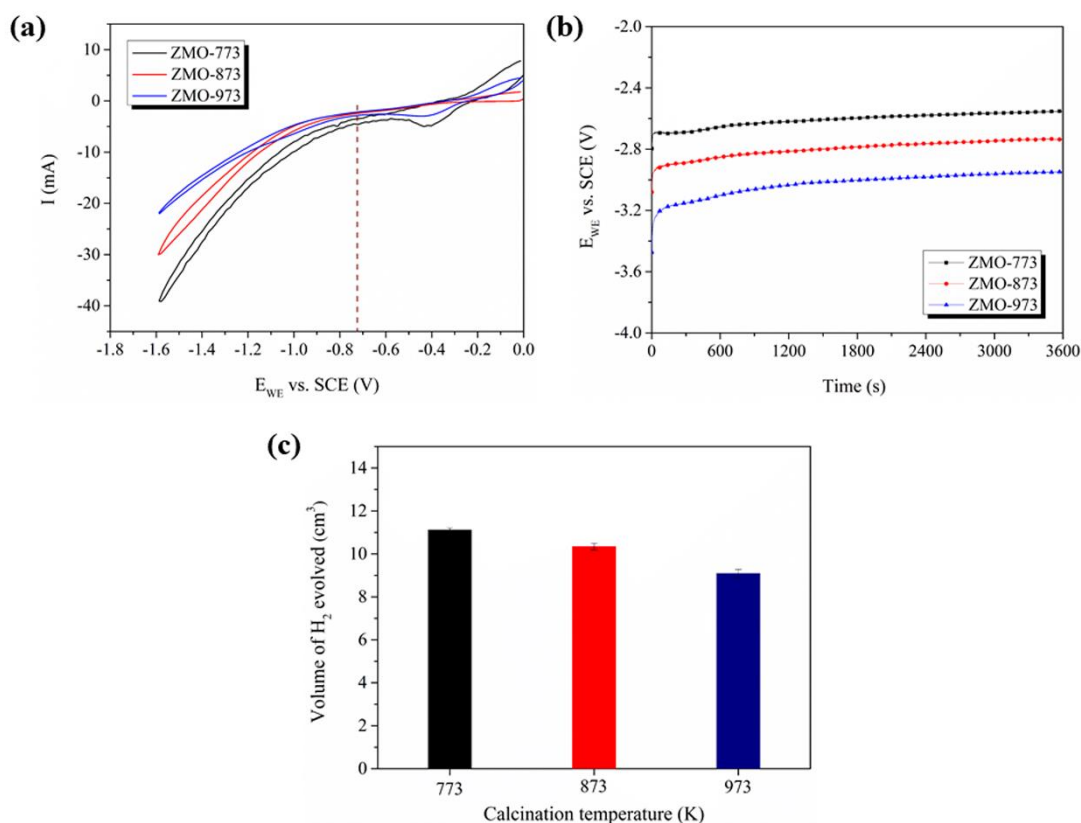 (a)
ZMO-773
ZMO-873
ZMO-973
10
0
-10
-20
-30
-40
I (mA)
-1.8 -1.6 -1.4 -1.2 -1.0 -0.8 -0.6 -0.4 -0.2 0.0
E_WE vs. SCE (V)
(b)
-2.0
-2.4
-2.8
-3.2
-3.6
-4.0
E_WE vs. SCE (V)
ZMO-773
ZMO-873
ZMO-973
0 600 1200 1800 2400 3000 3600
Time (s)
(c)
14
12
10
8
6
4
2
0
Volume of H₂ evolved (cm³)
773 873 973
Calcination temperature (K)